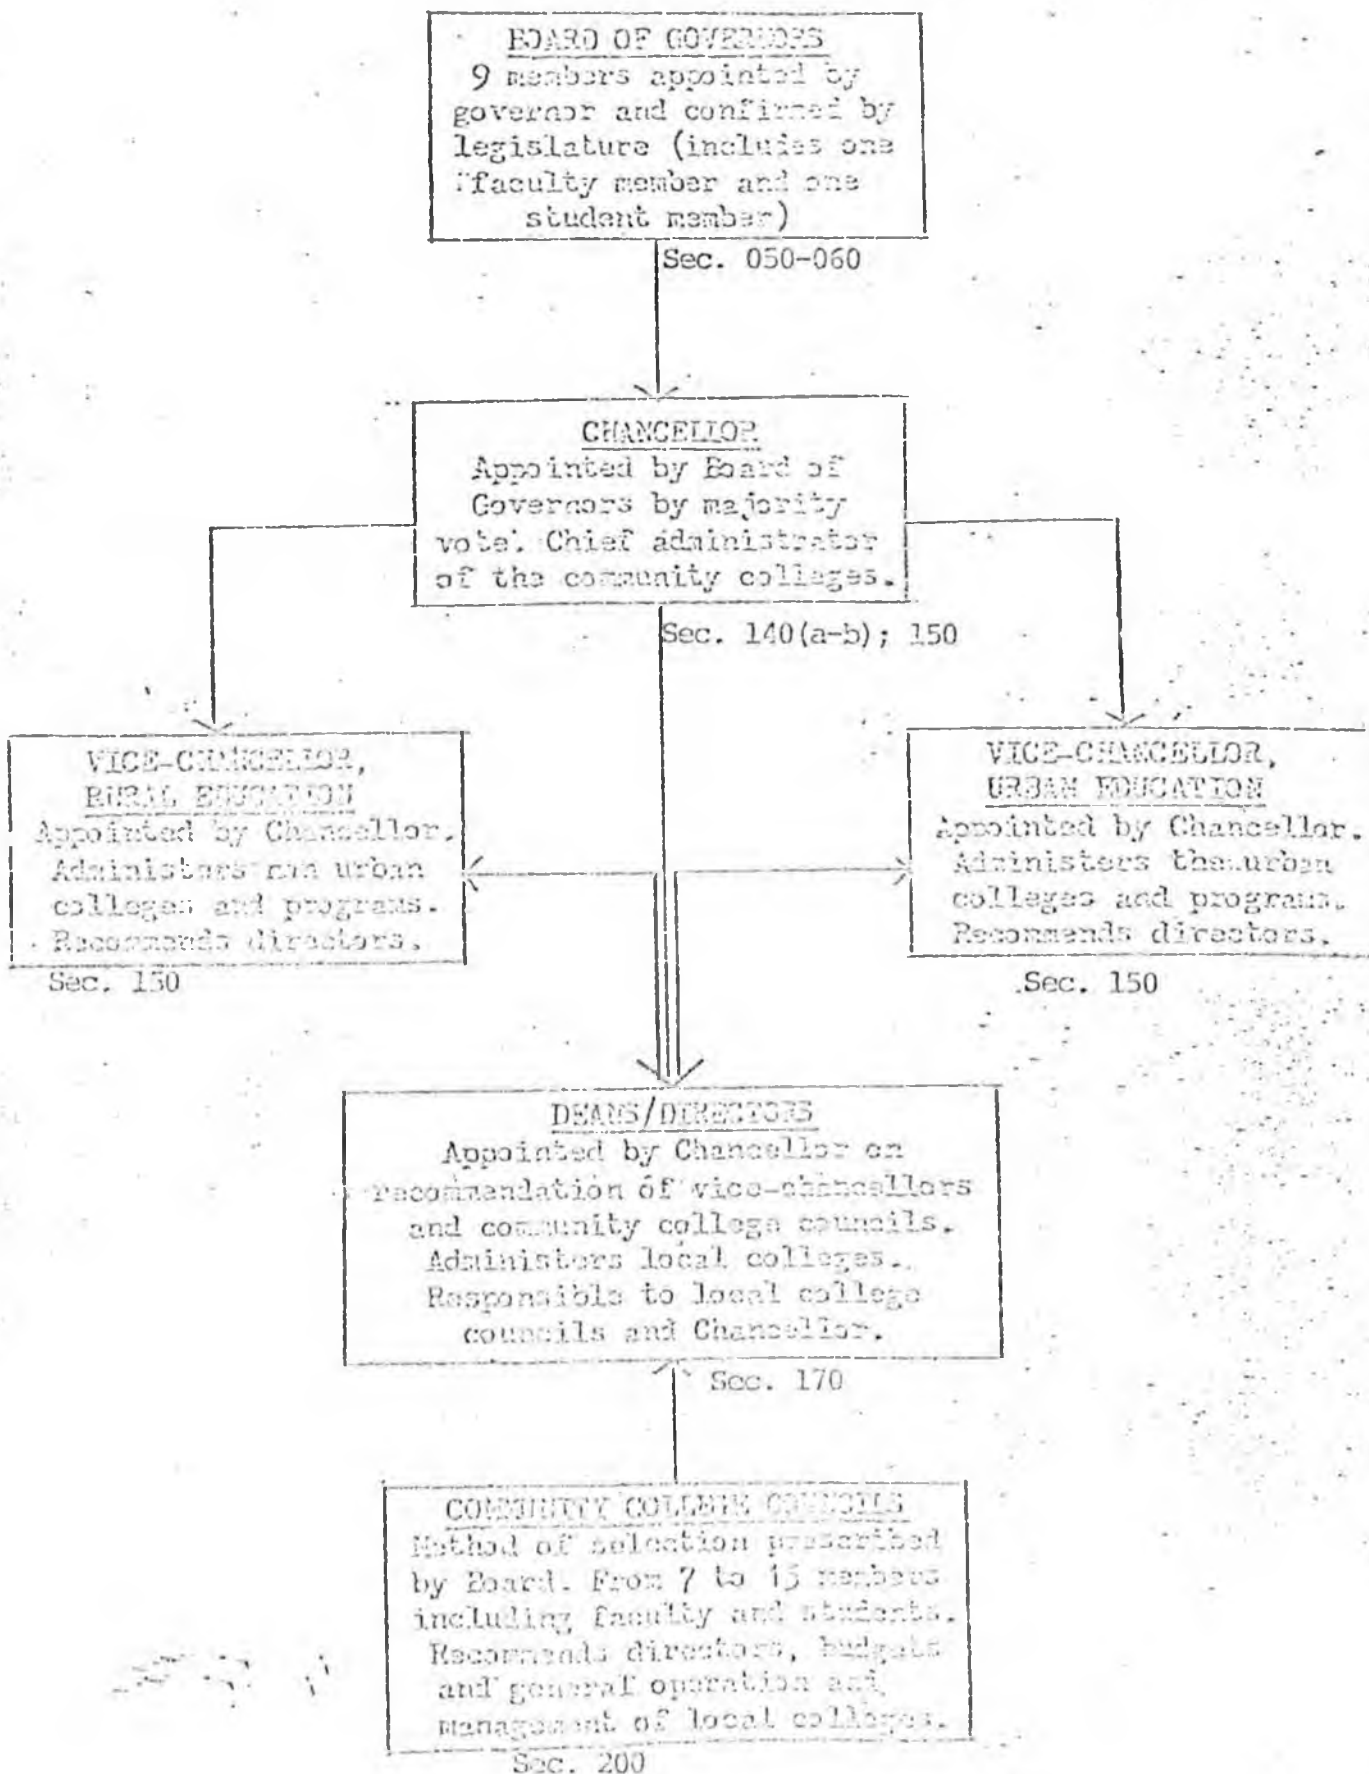 BOARD OF GOVERNORS
9 members appointed by
governor and confirmed by
legislature (includes one
faculty member and one
student member)
Sec. 050-060
CHANCELLOR
Appointed by Board of
Governors by majority
vote. Chief administrator
of the community colleges.
Sec. 140(a-b); 150
VICE-CHANCELLOR,
RURAL EDUCATION
Appointed by Chancellor.
Administers non urban
colleges and programs.
Recommends directors.
Sec. 150
VICE-CHANCELLOR,
URBAN EDUCATION
Appointed by Chancellor.
Administers the urban
colleges and programs.
Recommends directors.
Sec. 150
DEANS/DIRECTORS
Appointed by Chancellor on
recommendation of vice-chancellors
and community college councils.
Administers local colleges.
Responsible to local college
councils and Chancellor.
Sec. 170
COMMUNITY COLLEGE COUNCILS
Method of selection prescribed
by Board. From 7 to 15 members
including faculty and students.
Recommends directors, budgets
and general operation and
management of local colleges.
Sec. 200